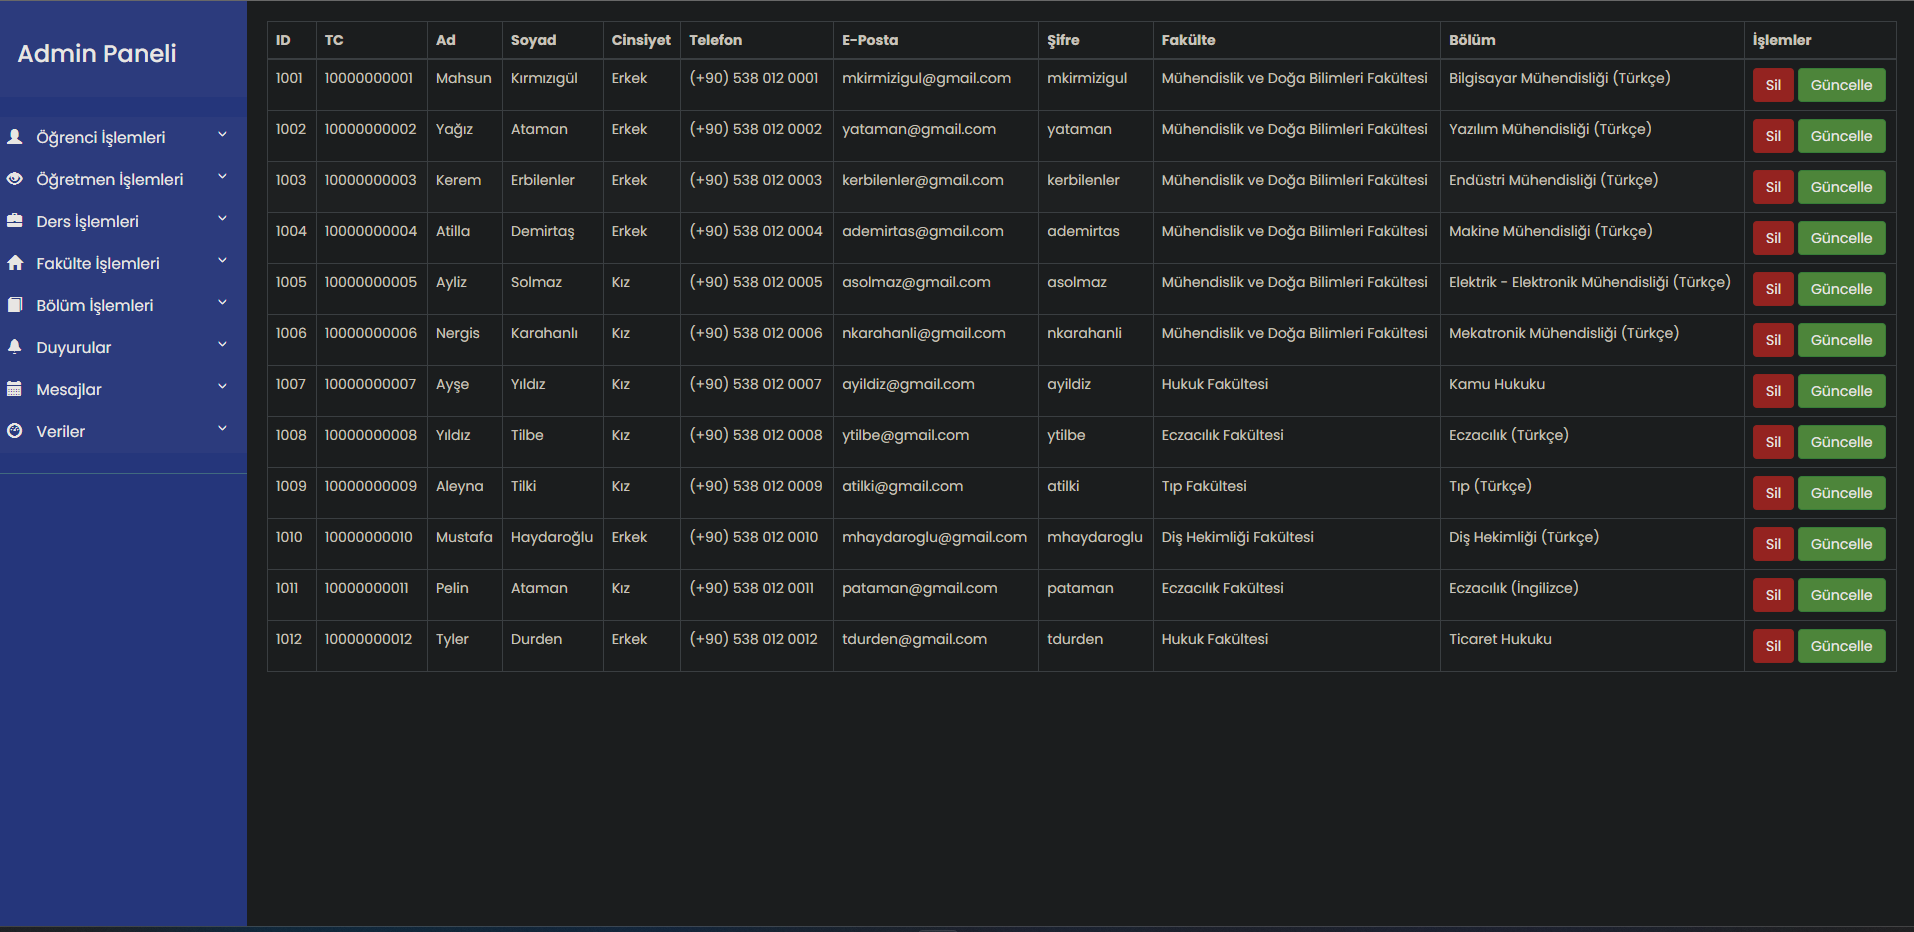 Admin Paneli
Öğrenci İşlemleri
Öğretmen İşlemleri
Ders İşlemleri
Fakülte İşlemleri
Bölüm İşlemleri
Duyurular
Mesajlar
Veriler
ID TC Ad Soyad Cinsiyet Telefon E-Posta Şifre Fakülte Bölüm İşlemler
1001 10000000001 Mahsun Kırmızıgül Erkek (+90) 538 012 0001 mkirmizigul@gmail.com mkirmizigul Mühendislik ve Doğa Bilimleri Fakültesi Bilgisayar Mühendisliği (Türkçe) Sil Güncelle
1002 10000000002 Yağız Ataman Erkek (+90) 538 012 0002 yataman@gmail.com yataman Mühendislik ve Doğa Bilimleri Fakültesi Yazılım Mühendisliği (Türkçe) Sil Güncelle
1003 10000000003 Kerem Erbilenler Erkek (+90) 538 012 0003 kerbilenler@gmail.com kerbilenler Mühendislik ve Doğa Bilimleri Fakültesi Endüstri Mühendisliği (Türkçe) Sil Güncelle
1004 10000000004 Atilla Demirtaş Erkek (+90) 538 012 0004 ademirtas@gmail.com ademirtas Mühendislik ve Doğa Bilimleri Fakültesi Makine Mühendisliği (Türkçe) Sil Güncelle
1005 10000000005 Ayliz Solmaz Kız (+90) 538 012 0005 asolmaz@gmail.com asolmaz Mühendislik ve Doğa Bilimleri Fakültesi Elektrik - Elektronik Mühendisliği (Türkçe) Sil Güncelle
1006 10000000006 Nergis Karahanlı Kız (+90) 538 012 0006 nkarahanli@gmail.com nkarahanli Mühendislik ve Doğa Bilimleri Fakültesi Mekatronik Mühendisliği (Türkçe) Sil Güncelle
1007 10000000007 Ayşe Yıldız Kız (+90) 538 012 0007 ayildiz@gmail.com ayildiz Hukuk Fakültesi Kamu Hukuku Sil Güncelle
1008 10000000008 Yıldız Tilbe Kız (+90) 538 012 0008 ytilbe@gmail.com ytilbe Eczacılık Fakültesi Eczacılık (Türkçe) Sil Güncelle
1009 10000000009 Aleyna Tilki Kız (+90) 538 012 0009 atilki@gmail.com atilki Tıp Fakültesi Tıp (Türkçe) Sil Güncelle
1010 10000000010 Mustafa Haydaroğlu Erkek (+90) 538 012 0010 mhaydaroglu@gmail.com mhaydaroglu Diş Hekimliği Fakültesi Diş Hekimliği (Türkçe) Sil Güncelle
1011 10000000011 Pelin Ataman Kız (+90) 538 012 0011 pataman@gmail.com pataman Eczacılık Fakültesi Eczacılık (İngilizce) Sil Güncelle
1012 10000000012 Tyler Durden Erkek (+90) 538 012 0012 tdurden@gmail.com tdurden Hukuk Fakültesi Ticaret Hukuku Sil Güncelle